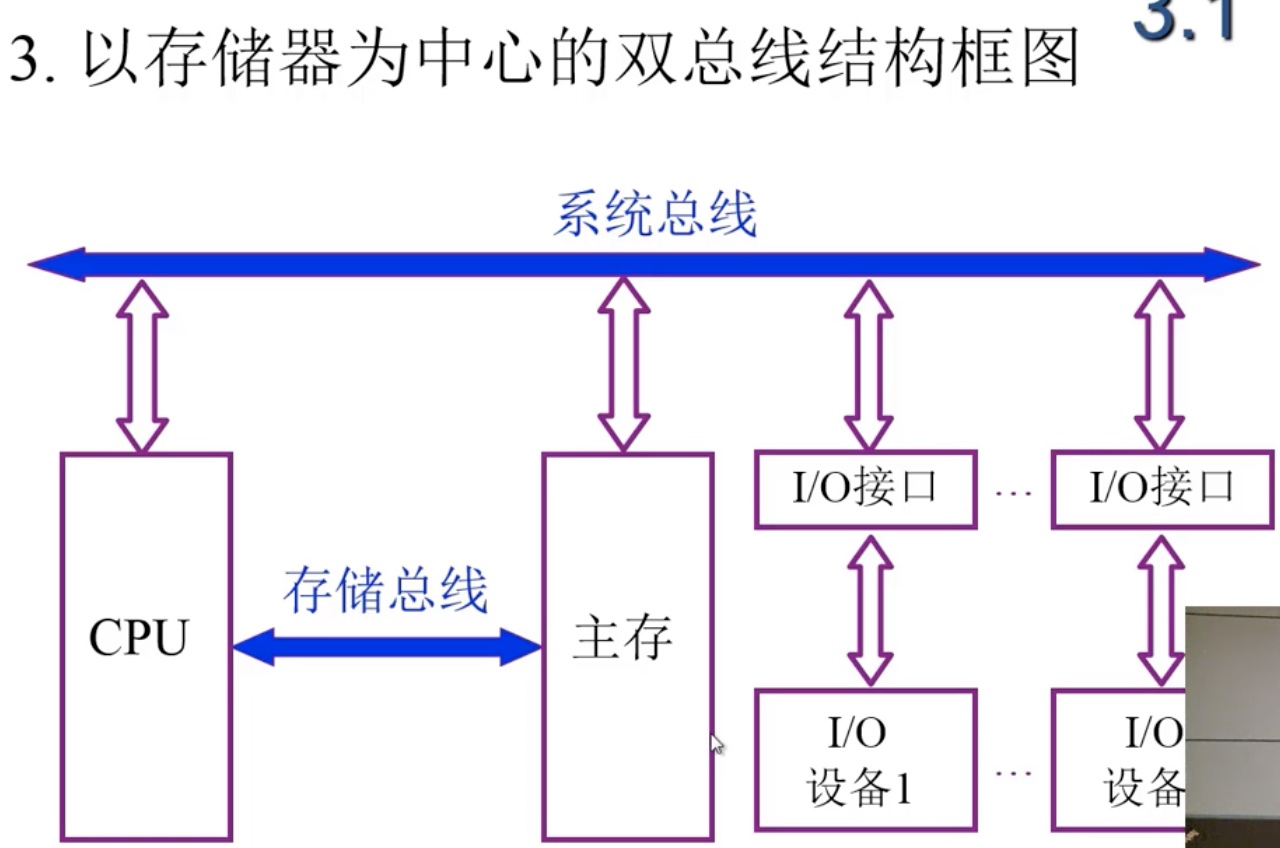 3.1
3. 以存储器为中心的双总线结构框图
系统总线
I/O接口
…
I/O接口
存储总线
CPU
主存
I/O
设备1
…
I/O
设备